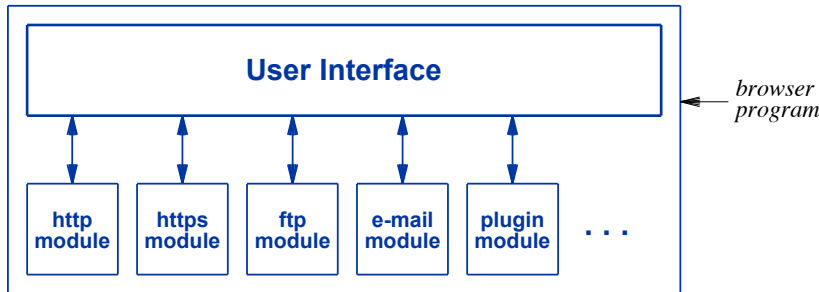 User Interface
browser
program
http
module
https
module
ftp
module
e-mail
module
plugin
module
. . .